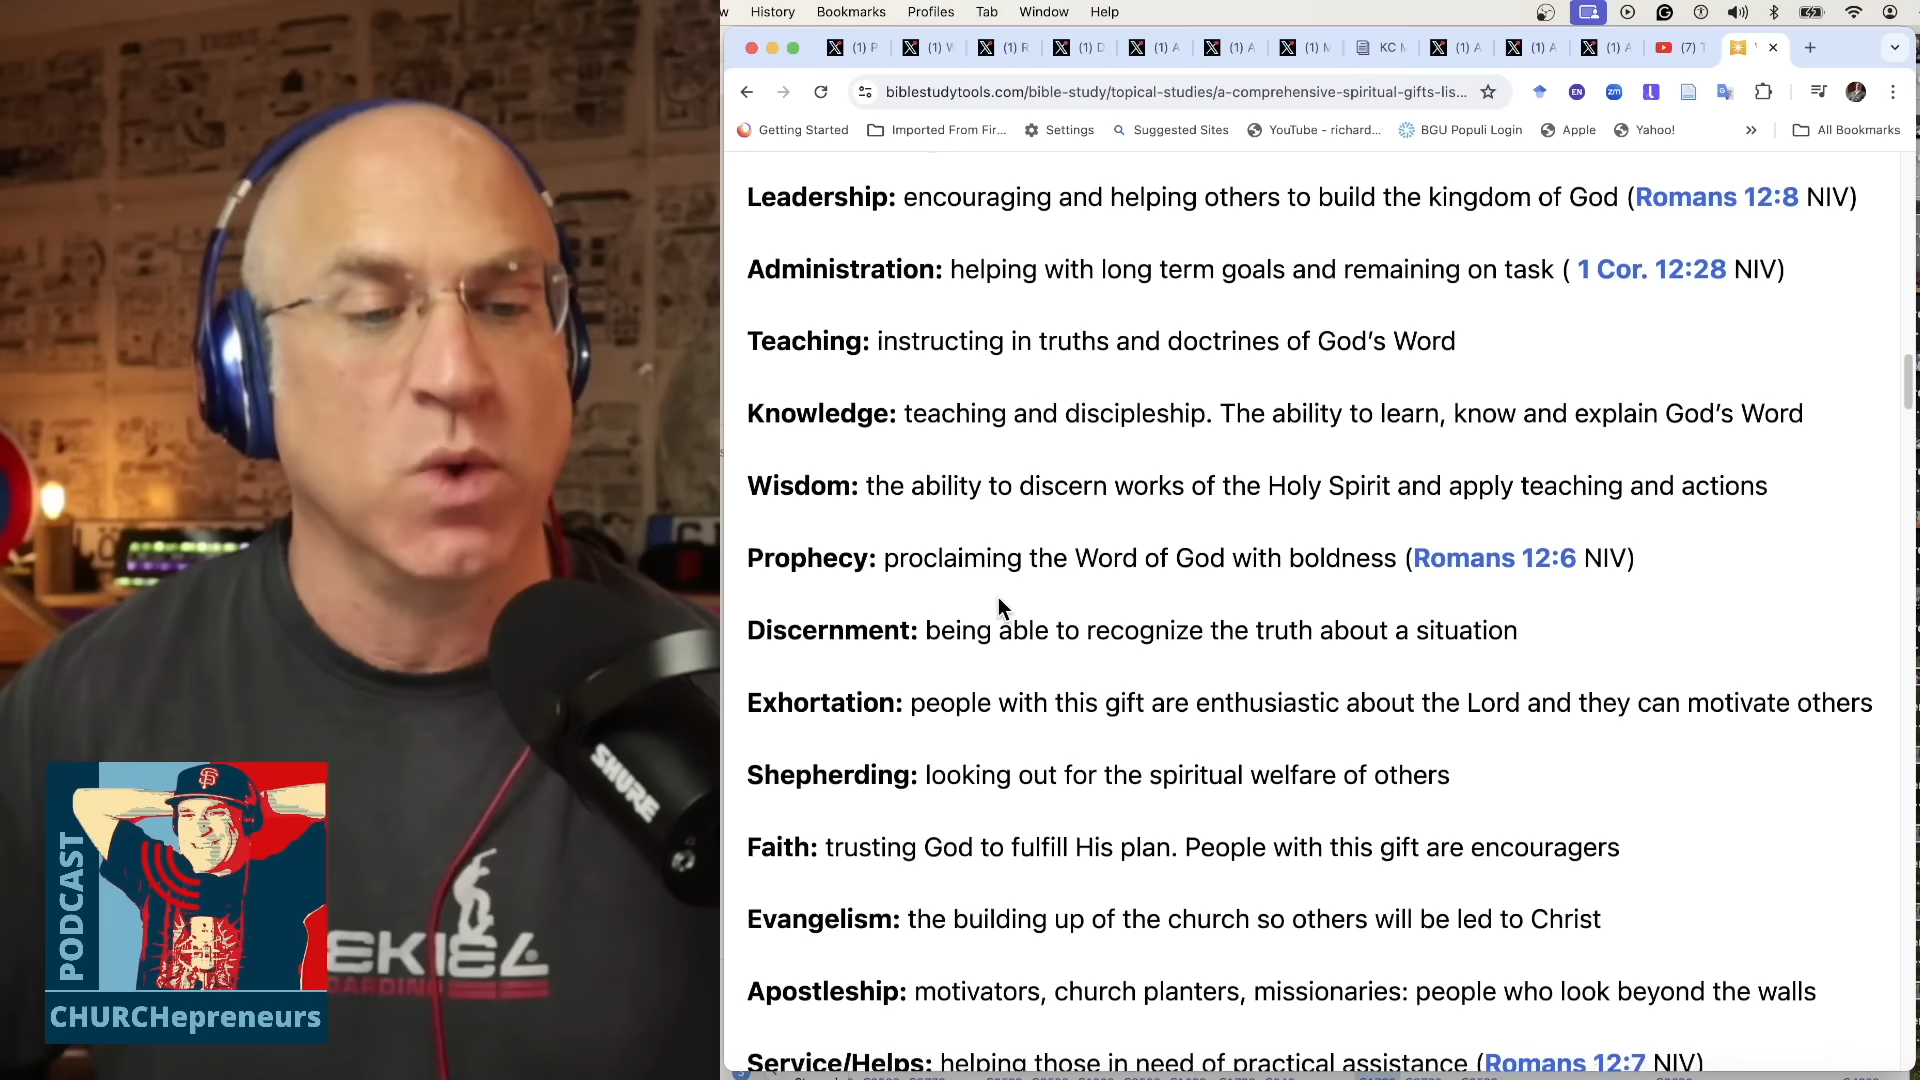 History Bookmarks Profiles Tab Window Help
(1) A
(1) A
KC
(1) A
(1) A
(1) A
(7)
biblestudytools.com/bible-study/topical-studies/a-comprehensive-spiritual-gifts-lis...
Getting Started Imported From Fir... Settings Suggested Sites YouTube - richard... BGU Populi Login Apple Yahoo! » All Bookmarks
Leadership: encouraging and helping others to build the kingdom of God (Romans 12:8 NIV)
Administration: helping with long term goals and remaining on task ( 1 Cor. 12:28 NIV)
Teaching: instructing in truths and doctrines of God’s Word
Knowledge: teaching and discipleship. The ability to learn, know and explain God’s Word
Wisdom: the ability to discern works of the Holy Spirit and apply teaching and actions
Prophecy: proclaiming the Word of God with boldness (Romans 12:6 NIV)
Discernment: being able to recognize the truth about a situation
Exhortation: people with this gift are enthusiastic about the Lord and they can motivate others
Shepherding: looking out for the spiritual welfare of others
Faith: trusting God to fulfill His plan. People with this gift are encouragers
Evangelism: the building up of the church so others will be led to Christ
Apostleship: motivators, church planters, missionaries: people who look beyond the walls
Service/Helps: helping those in need of practical assistance (Romans 12:7 NIV)
SHURE
PODCAST
CHURCHepreneurs
EKIEL
ARDING